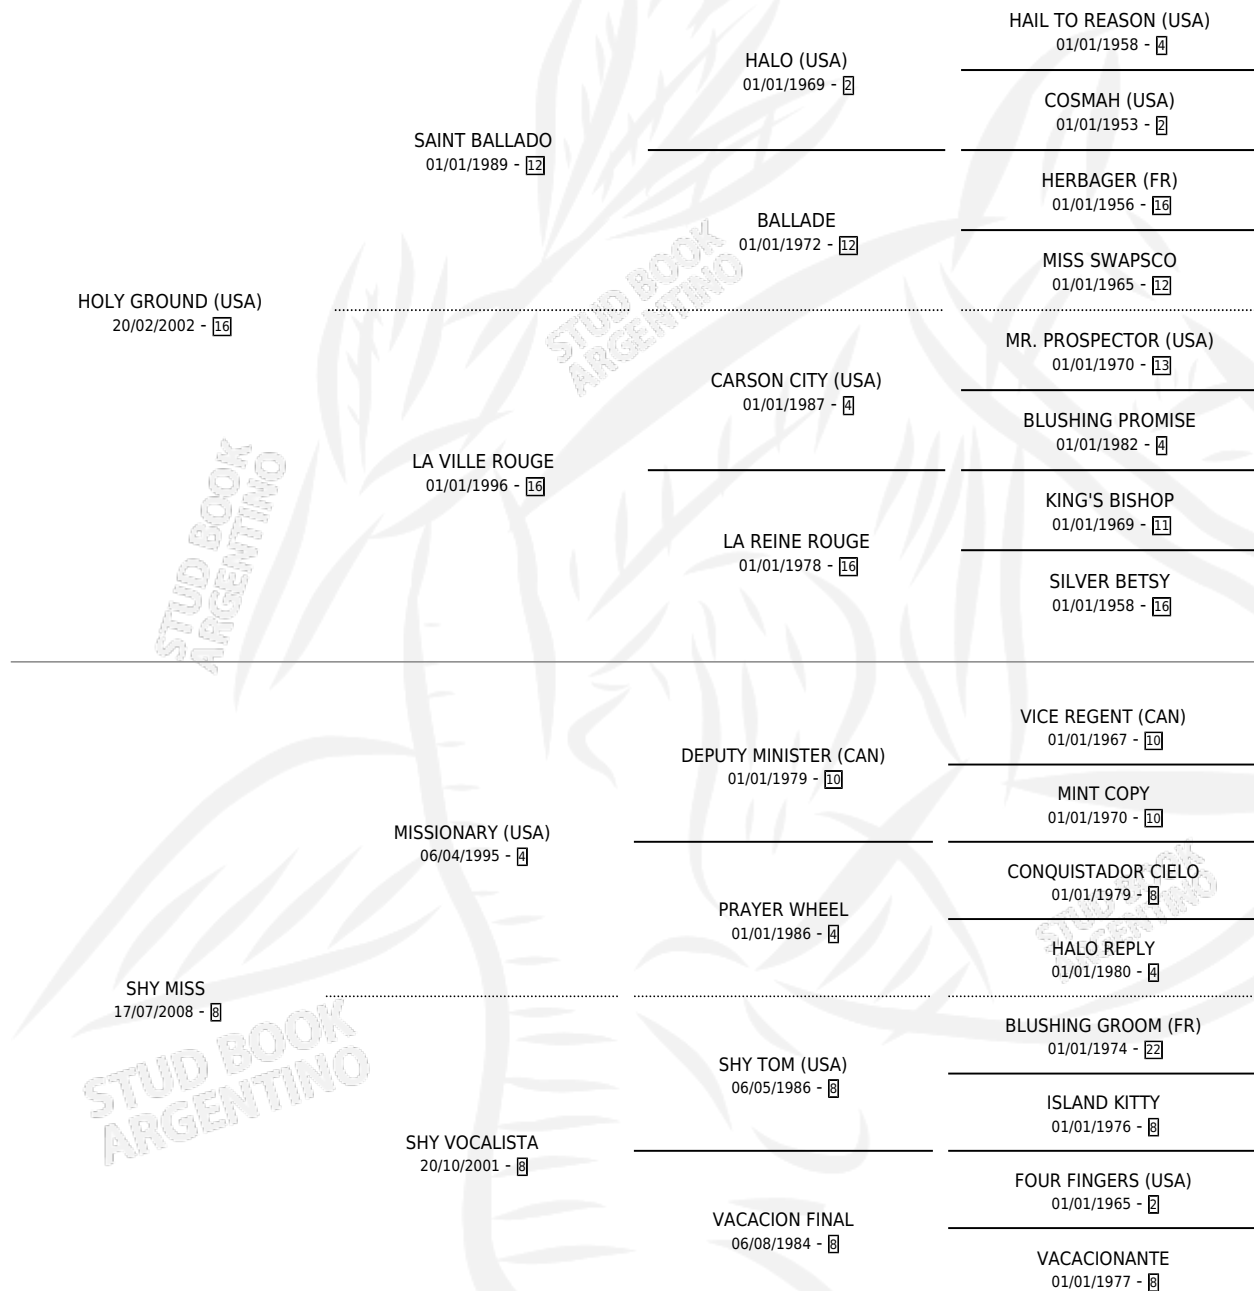 HAIL TO REASON (USA)
01/01/1958 - 4
HALO (USA)
01/01/1969 - 2
COSMAH (USA)
01/01/1953 - 2
SAINT BALLADO
01/01/1989 - 12
HERBAGER (FR)
01/01/1956 - 16
BALLADE
01/01/1972 - 12
MISS SWAPSCO
01/01/1965 - 12
HOLY GROUND (USA)
20/02/2002 - 16
MR. PROSPECTOR (USA)
01/01/1970 - 13
CARSON CITY (USA)
01/01/1987 - 4
BLUSHING PROMISE
01/01/1982 - 4
LA VILLE ROUGE
01/01/1996 - 16
KING'S BISHOP
01/01/1969 - 11
LA REINE ROUGE
01/01/1978 - 16
SILVER BETSY
01/01/1958 - 16
VICE REGENT (CAN)
01/01/1967 - 10
DEPUTY MINISTER (CAN)
01/01/1979 - 10
MINT COPY
01/01/1970 - 10
MISSIONARY (USA)
06/04/1995 - 4
CONQUISTADOR CIELO
01/01/1979 - 8
PRAYER WHEEL
01/01/1986 - 4
HALO REPLY
01/01/1980 - 4
SHY MISS
17/07/2008 - 8
BLUSHING GROOM (FR)
01/01/1974 - 22
SHY TOM (USA)
06/05/1986 - 8
ISLAND KITTY
01/01/1976 - 8
SHY VOCALISTA
20/10/2001 - 8
FOUR FINGERS (USA)
01/01/1965 - 2
VACACION FINAL
06/08/1984 - 8
VACACIONANTE
01/01/1977 - 8
STUD BOOK
ARGENTINO
STUD BOOK
ARGENTINO
STUD BOOK
ARGENTINO
STUD BOOK
ARGENTINO